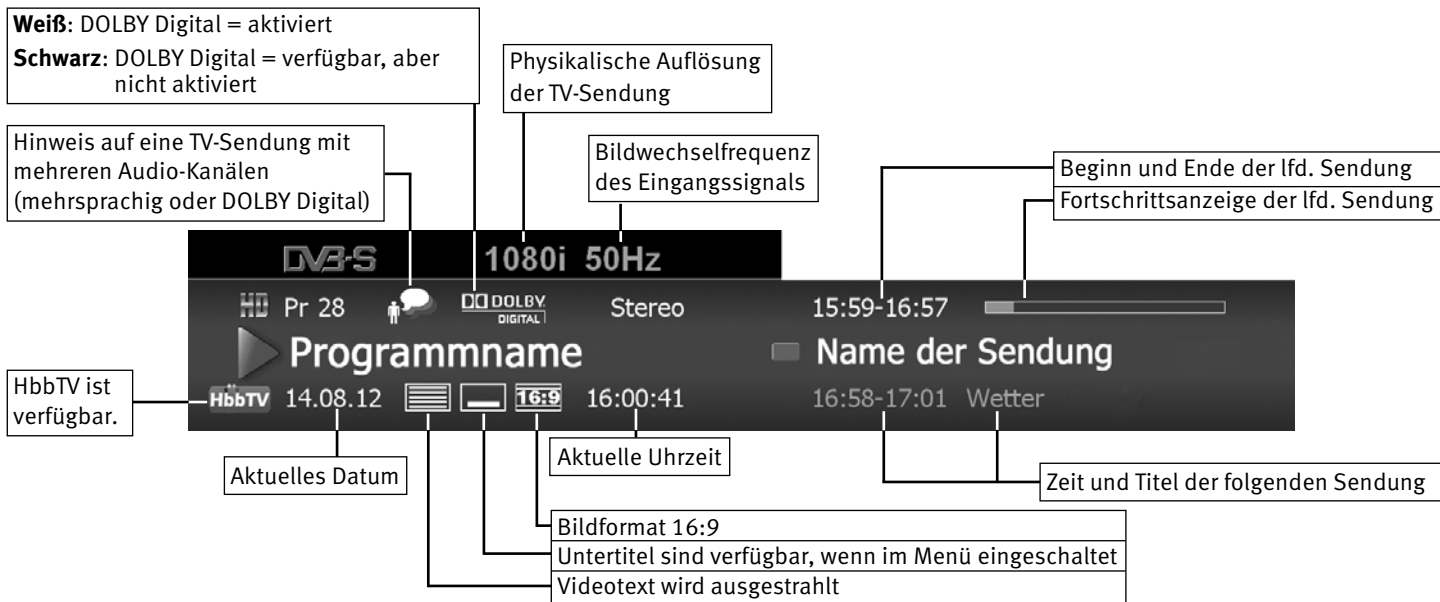 Weiß: DOLBY Digital = aktiviert
Schwarz: DOLBY Digital = verfügbar, aber
nicht aktiviert
Physikalische Auflösung
der TV-Sendung
Hinweis auf eine TV-Sendung mit
mehreren Audio-Kanälen
(mehrsprachig oder DOLBY Digital)
Bildwechselfrequenz
des Eingangssignals
Beginn und Ende der lfd. Sendung
Fortschrittsanzeige der lfd. Sendung
DVB-S 1080i 50Hz
HD Pr 28 DOLBY DIGITAL Stereo 15:59-16:57
Programmname Name der Sendung
HbbTV 14.08.12 16:9 16:00:41 16:58-17:01 Wetter
HbbTV ist
verfügbar.
Aktuelles Datum
Aktuelle Uhrzeit
Zeit und Titel der folgenden Sendung
Bildformat 16:9
Untertitel sind verfügbar, wenn im Menü eingeschaltet
Videotext wird ausgestrahlt